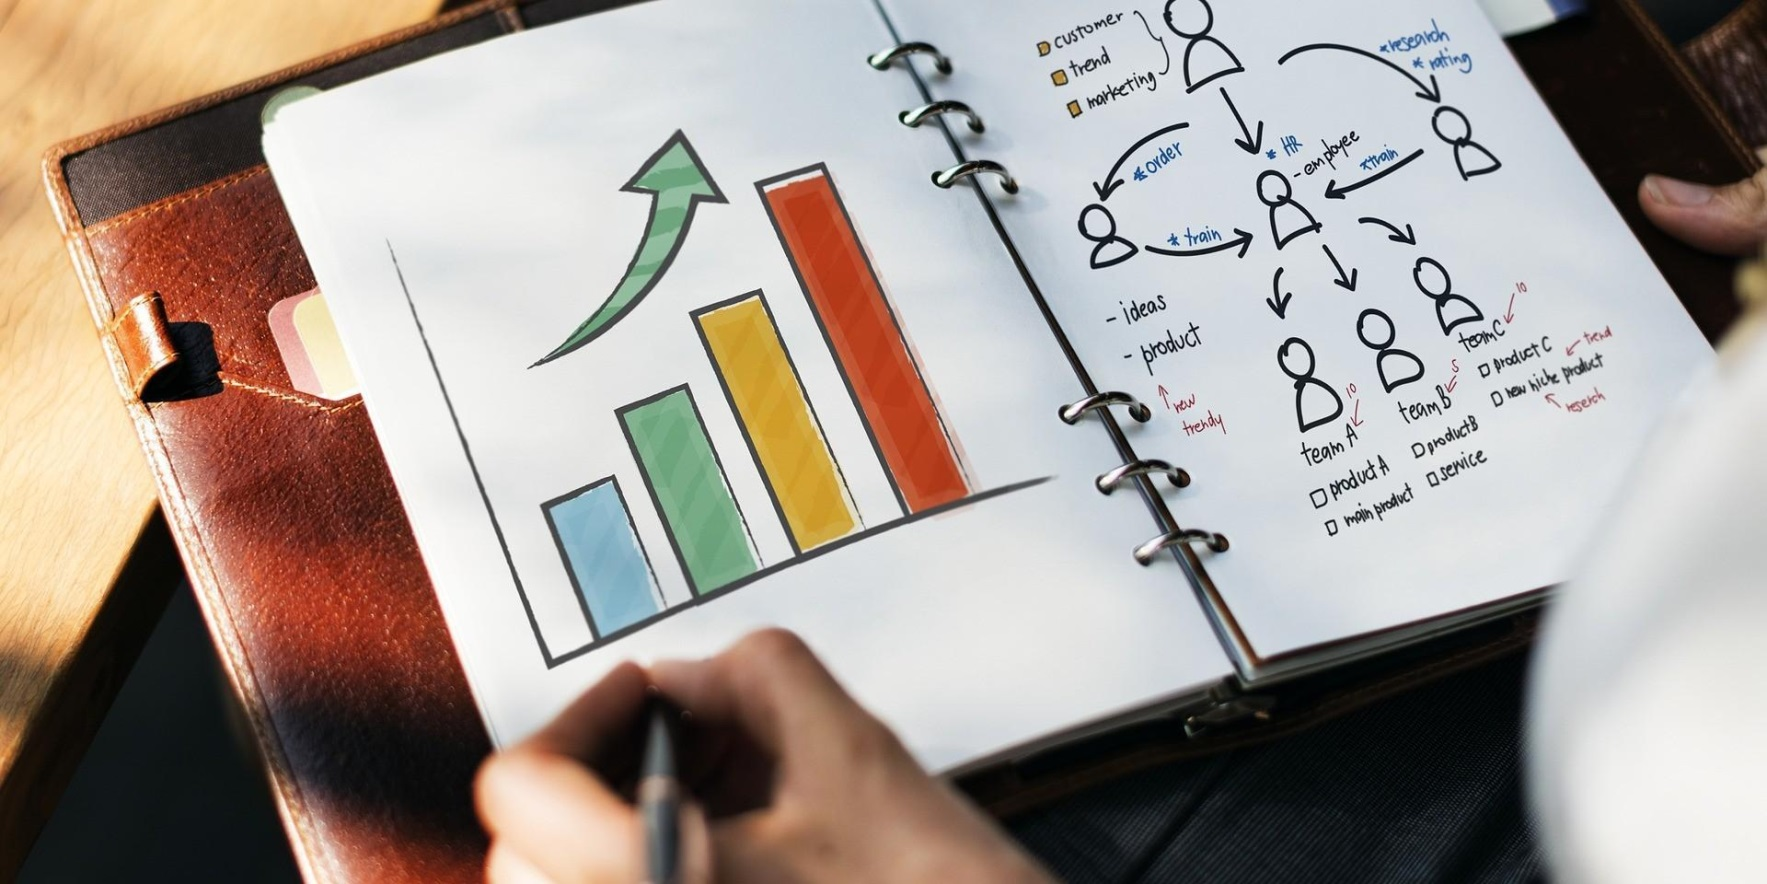 customer
trend
marketing
*research
* rating
*order
* HR
- employee
*train
* train
- ideas
- product
new
trendy
10
team C
product C
trend
new niche product
reserch
5
team B
product B
service
10
team A
product A
main product